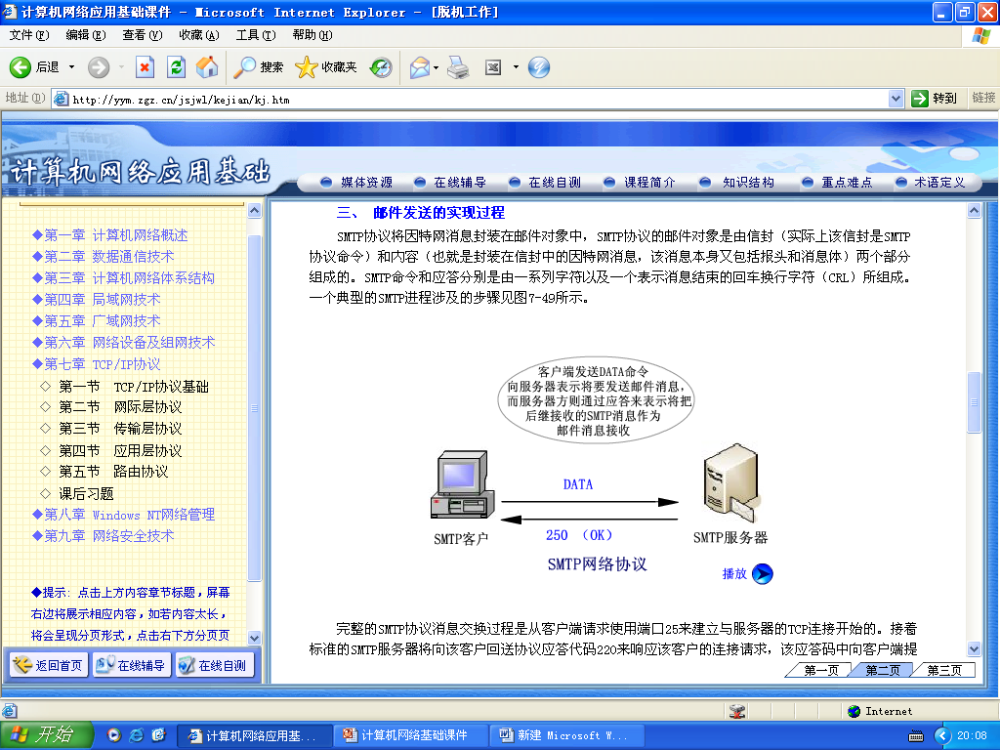 计算机网络应用基础课件 - Microsoft Internet Explorer - [脱机工作]
文件(F) 编辑(E) 查看(V) 收藏(A) 工具(T) 帮助(H)
后退 搜索 收藏夹
地址(D) http://yym.zgz.cn/jsjwl/kejian/kj.htm 转到 链接
计算机网络应用基础
媒体资源 在线辅导 在线自测 课程简介 知识结构 重点难点 术语定义
◆第一章 计算机网络概述
◆第二章 数据通信技术
◆第三章 计算机网络体系结构
◆第四章 局域网技术
◆第五章 广域网技术
◆第六章 网络设备及组网技术
◆第七章 TCP/IP协议
◇ 第一节 TCP/IP协议基础
◇ 第二节 网际层协议
◇ 第三节 传输层协议
◇ 第四节 应用层协议
◇ 第五节 路由协议
◇ 课后习题
◆第八章 Windows NT网络管理
◆第九章 网络安全技术
◆提示: 点击上方内容章节标题，屏幕
右边将展示相应内容，如若内容太长，
将会呈现分页形式，点击右下方分页页
返回首页 在线辅导 在线自测
三、 邮件发送的实现过程
SMTP协议将因特网消息封装在邮件对象中，SMTP协议的邮件对象是由信封（实际上该信封是SMTP
协议命令）和内容（也就是封装在信封中的因特网消息，该消息本身又包括报头和消息体）两个部分
组成的。SMTP命令和应答分别是由一系列字符以及一个表示消息结束的回车换行字符（CRL）所组成。
一个典型的SMTP进程涉及的步骤见图7-49所示。
客户端发送DATA命令
向服务器表示将要发送邮件消息，
而服务器方则通过应答来表示将把
后继接收的SMTP消息作为
邮件消息接收
DATA
250 （OK）
SMTP客户
SMTP服务器
SMTP网络协议
播放
完整的SMTP协议消息交换过程是从客户端请求使用端口25来建立与服务器的TCP连接开始的。接着
标准的SMTP服务器将向该客户回送协议应答代码220来响应该客户的连接请求，该应答码中向客户端提
第一页 第二页 第三页
Internet
开始 计算机网络应用基... 计算机网络基础课件 新建 Microsoft W... 20:08